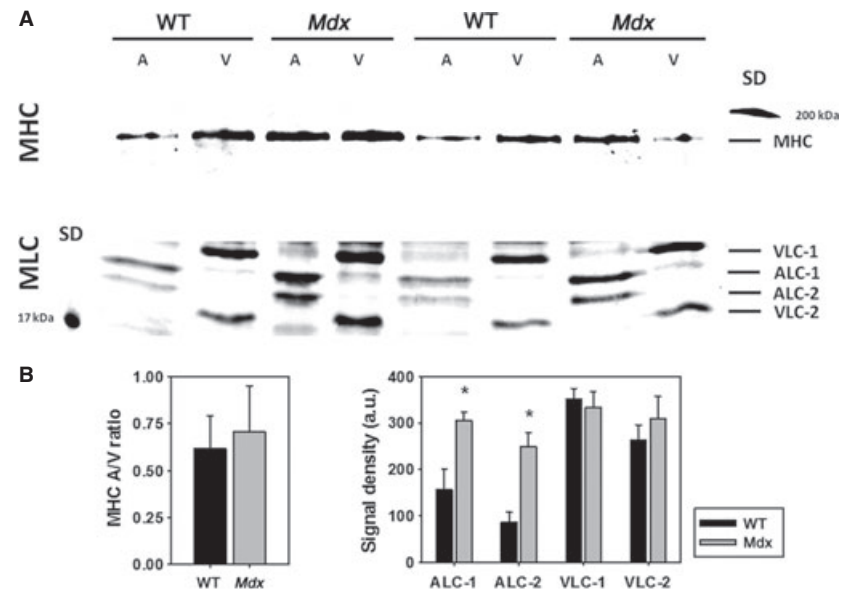 A
WT Mdx WT Mdx
A V A V A V A V
SD
200 kDa
MHC
MHC
MLC
SD
17 kDa
VLC-1
ALC-1
ALC-2
VLC-2
B
MHC A/V ratio
1.00
0.75
0.50
0.25
0.00
WT Mdx
Signal density (a.u.)
400
300
200
100
0
* *
ALC-1 ALC-2 VLC-1 VLC-2
WT
Mdx